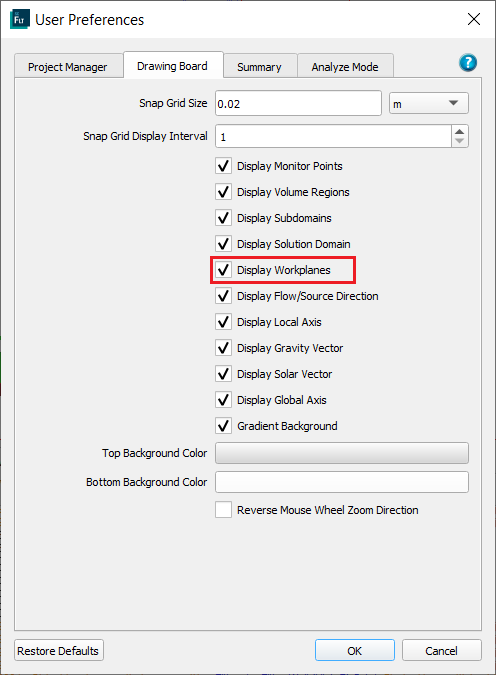 FLT User Preferences
Project Manager Drawing Board Summary Analyze Mode ?
Snap Grid Size 0.02 m
Snap Grid Display Interval 1
Display Monitor Points
Display Volume Regions
Display Subdomains
Display Solution Domain
Display Workplanes
Display Flow/Source Direction
Display Local Axis
Display Gravity Vector
Display Solar Vector
Display Global Axis
Gradient Background
Top Background Color
Bottom Background Color
Reverse Mouse Wheel Zoom Direction
Restore Defaults OK Cancel